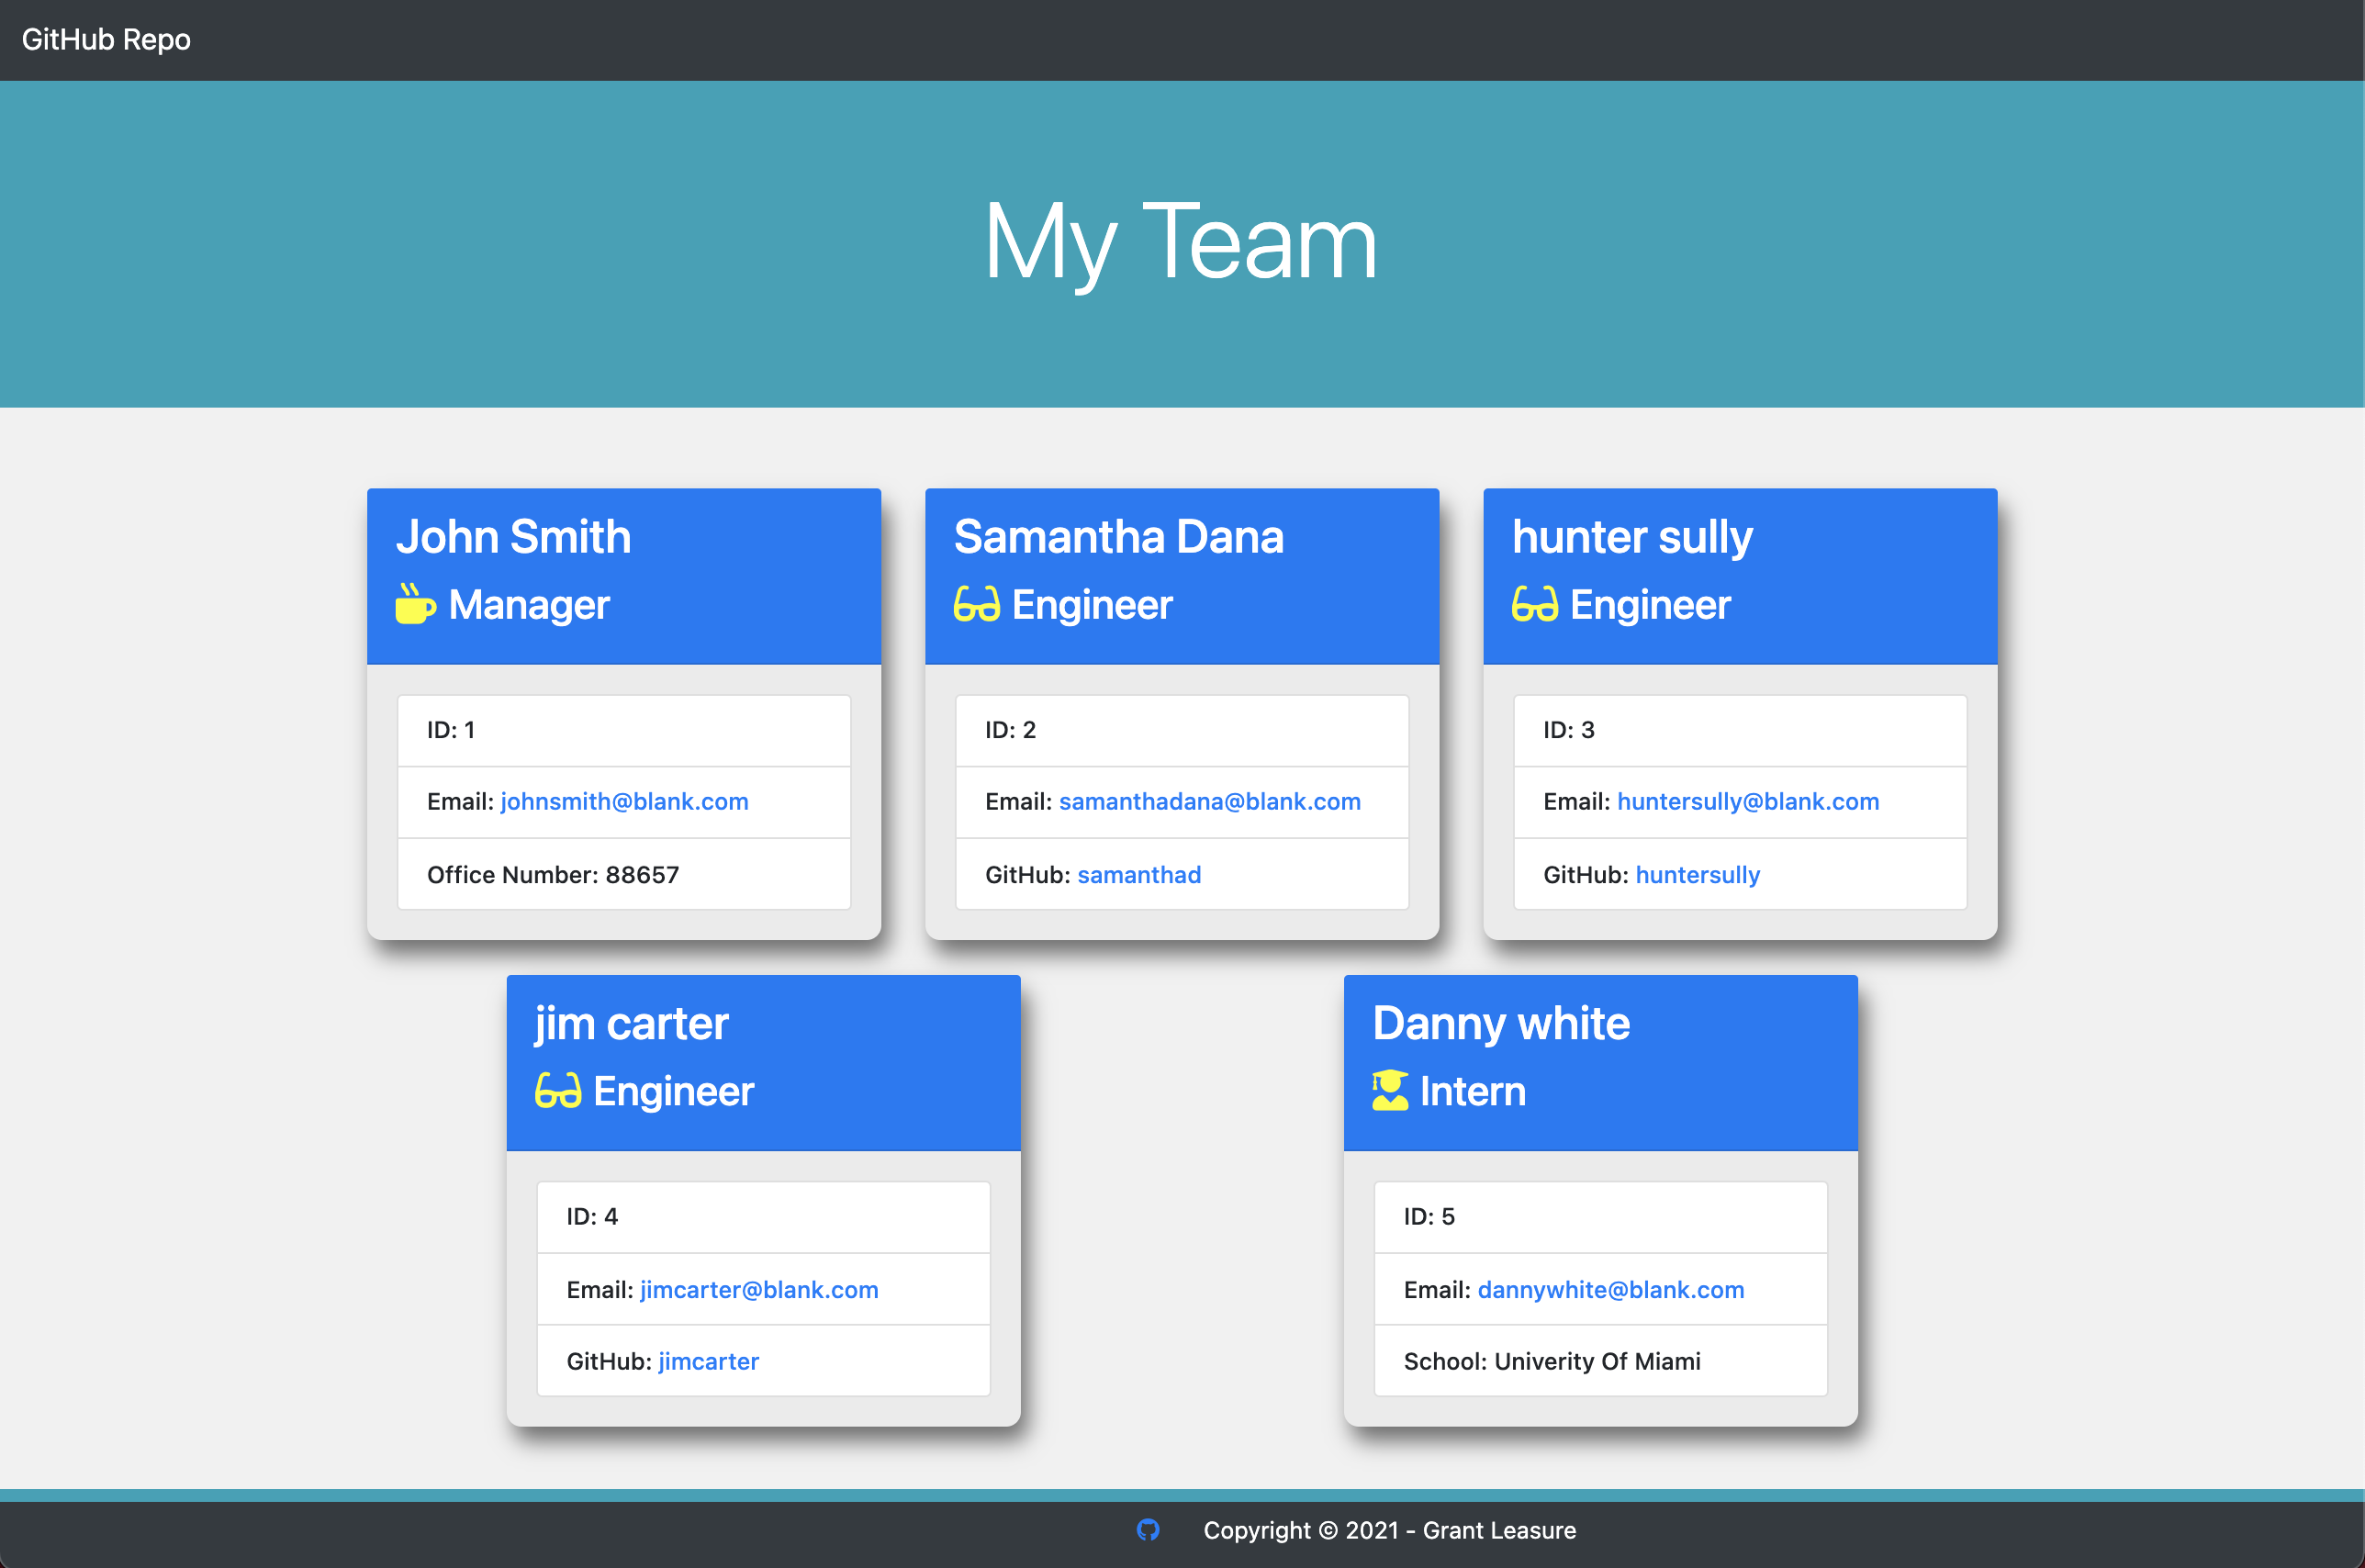 GitHub Repo
My Team
John Smith
Manager
ID: 1
Email: johnsmith@blank.com
Office Number: 88657
Samantha Dana
Engineer
ID: 2
Email: samanthadana@blank.com
GitHub: samanthad
hunter sully
Engineer
ID: 3
Email: huntersully@blank.com
GitHub: huntersully
jim carter
Engineer
ID: 4
Email: jimcarter@blank.com
GitHub: jimcarter
Danny white
Intern
ID: 5
Email: dannywhite@blank.com
School: Univerity Of Miami
Copyright © 2021 - Grant Leasure